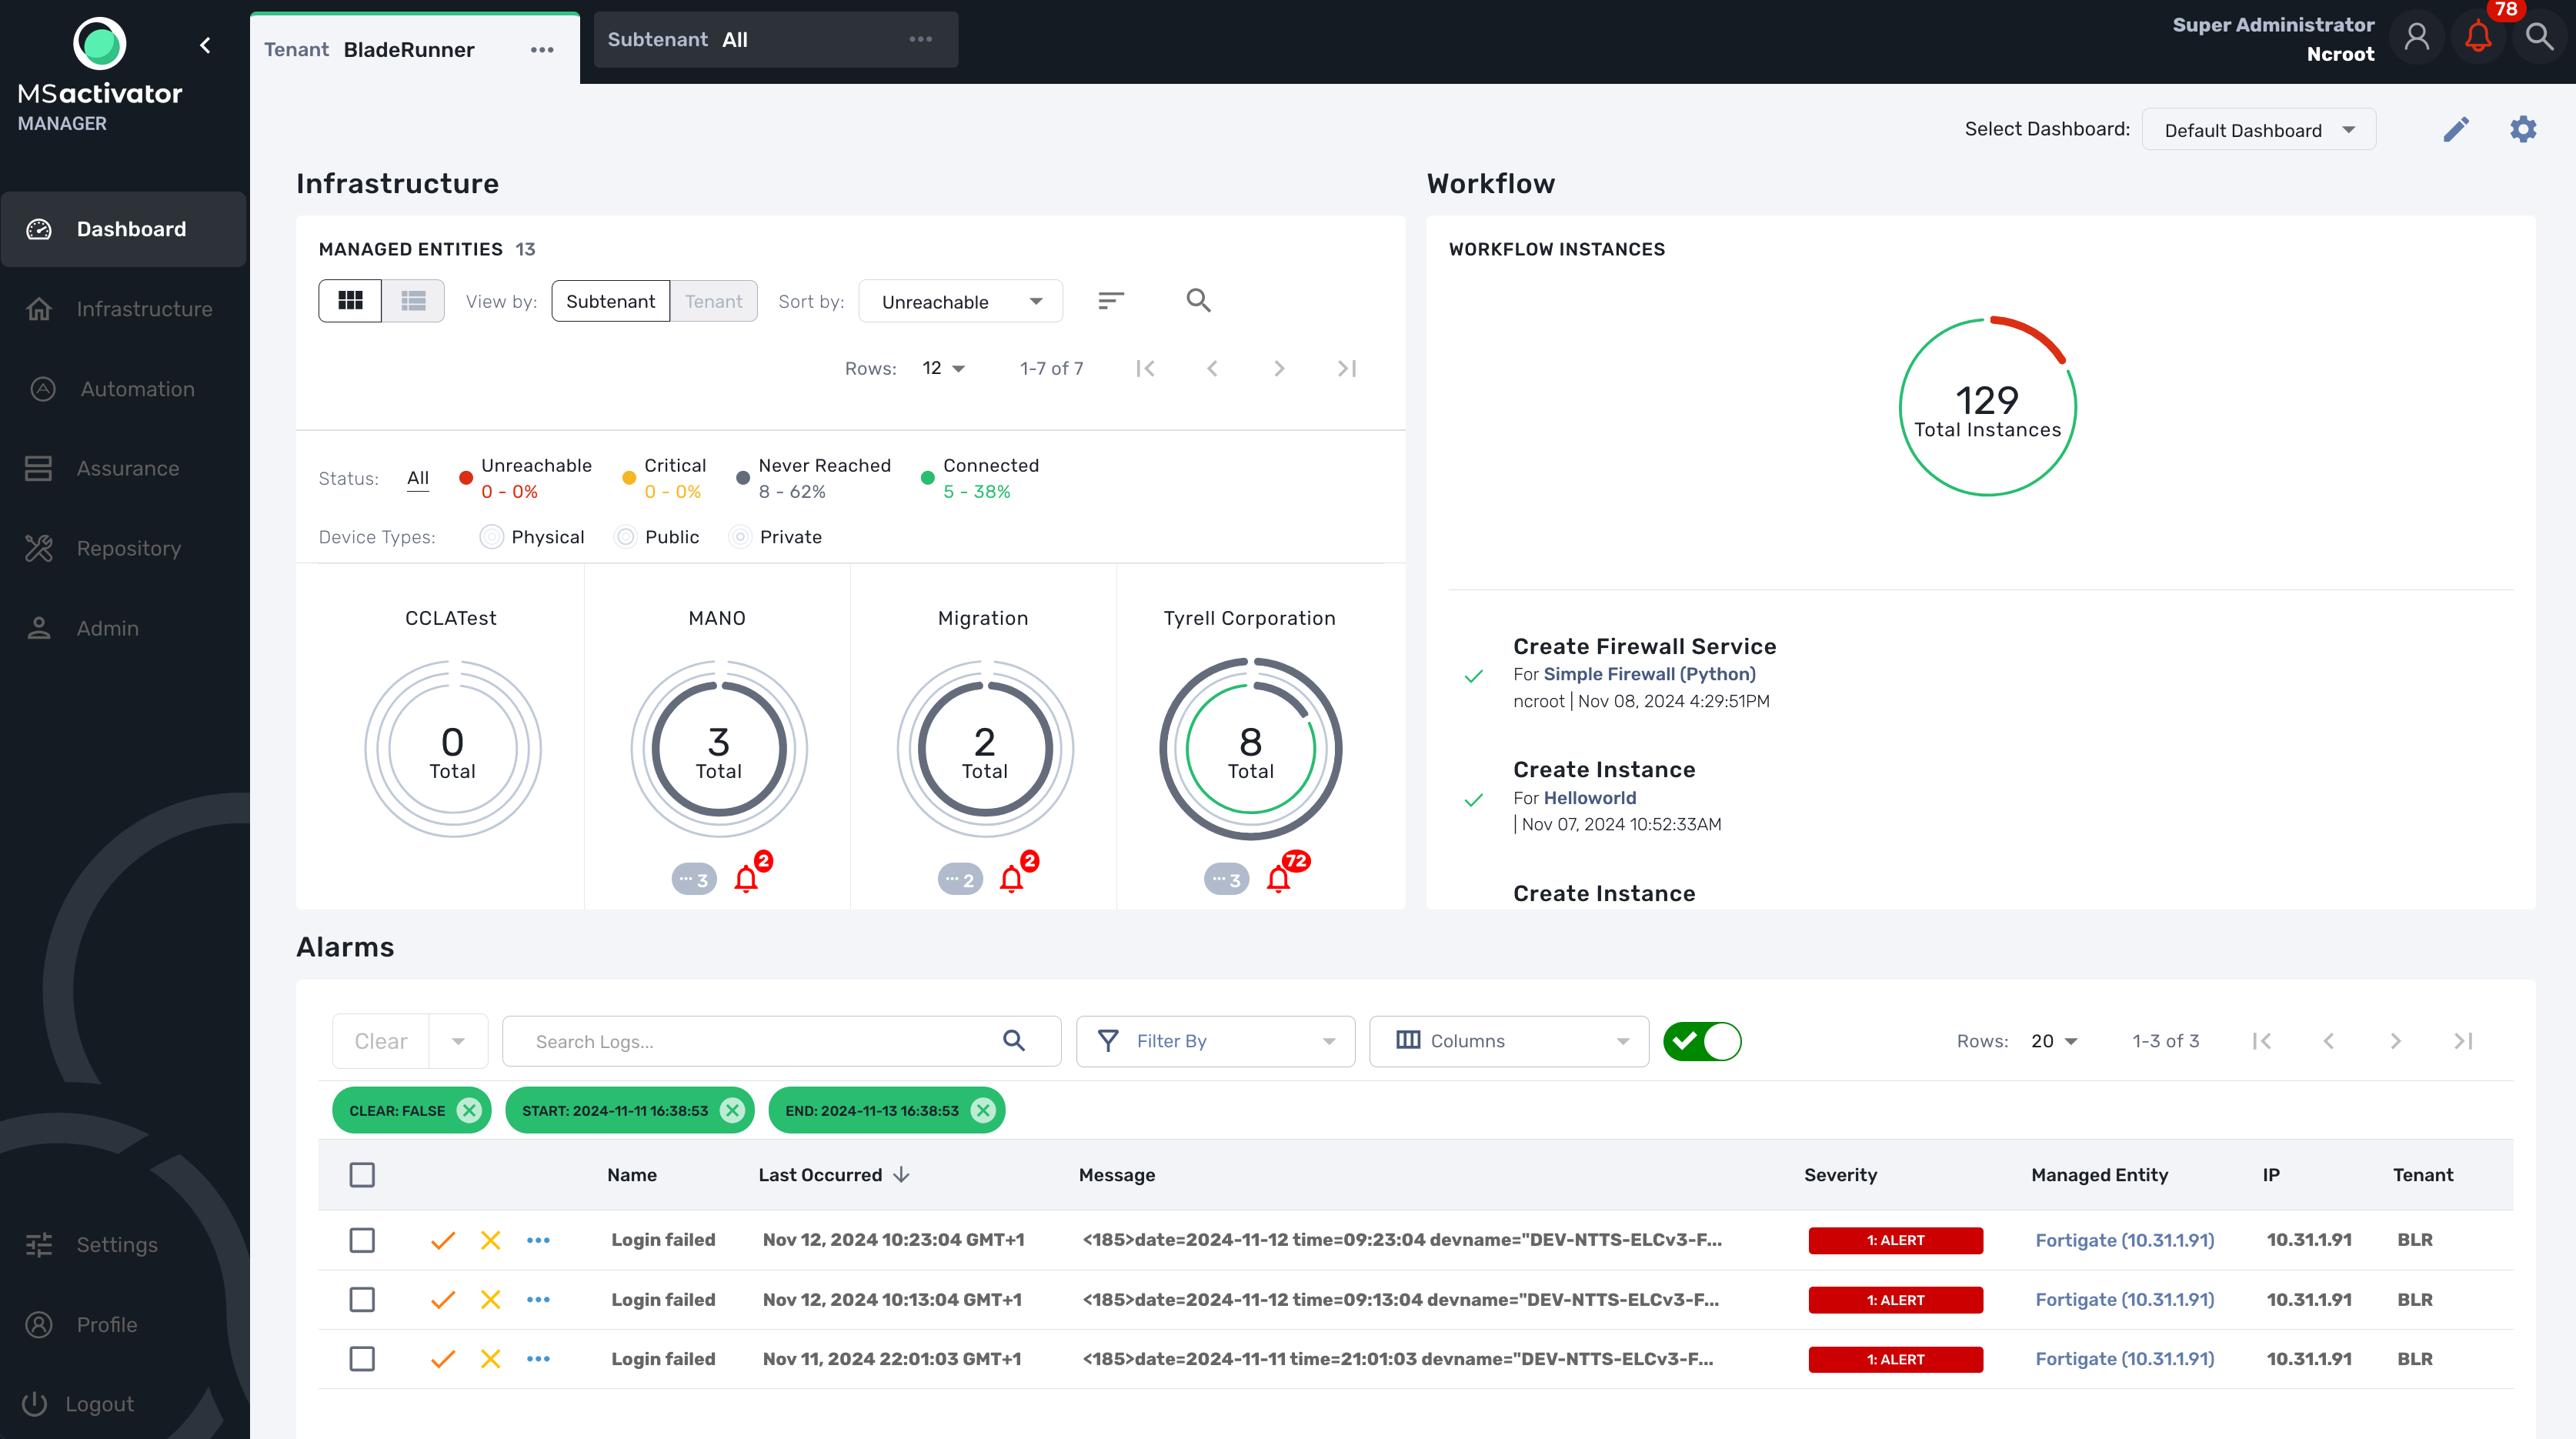 MSactivator
MANAGER
Tenant BladeRunner
Subtenant All
Super Administrator
Ncroot
78
Dashboard
Infrastructure
Automation
Assurance
Repository
Admin
Settings
Profile
Logout
Select Dashboard: Default Dashboard
Infrastructure
MANAGED ENTITIES 13
View by: Subtenant Tenant Sort by: Unreachable
Rows: 12 1-7 of 7
Status: All
Unreachable
0 - 0%
Critical
0 - 0%
Never Reached
8 - 62%
Connected
5 - 38%
Device Types: Physical Public Private
CCLATest
0
Total
MANO
3
Total
3
2
Migration
2
Total
2
2
Tyrell Corporation
8
Total
3
72
Workflow
WORKFLOW INSTANCES
129
Total Instances
Create Firewall Service
For Simple Firewall (Python)
ncroot | Nov 08, 2024 4:29:51PM
Create Instance
For Helloworld
| Nov 07, 2024 10:52:33AM
Create Instance
Alarms
Clear Search Logs... Filter By Columns Rows: 20 1-3 of 3
CLEAR: FALSE START: 2024-11-11 16:38:53 END: 2024-11-13 16:38:53
Name Last Occurred Message Severity Managed Entity IP Tenant
Login failed Nov 12, 2024 10:23:04 GMT+1 <185>date=2024-11-12 time=09:23:04 devname="DEV-NTTS-ELCv3-F... 1: ALERT Fortigate (10.31.1.91) 10.31.1.91 BLR
Login failed Nov 12, 2024 10:13:04 GMT+1 <185>date=2024-11-12 time=09:13:04 devname="DEV-NTTS-ELCv3-F... 1: ALERT Fortigate (10.31.1.91) 10.31.1.91 BLR
Login failed Nov 11, 2024 22:01:03 GMT+1 <185>date=2024-11-11 time=21:01:03 devname="DEV-NTTS-ELCv3-F... 1: ALERT Fortigate (10.31.1.91) 10.31.1.91 BLR